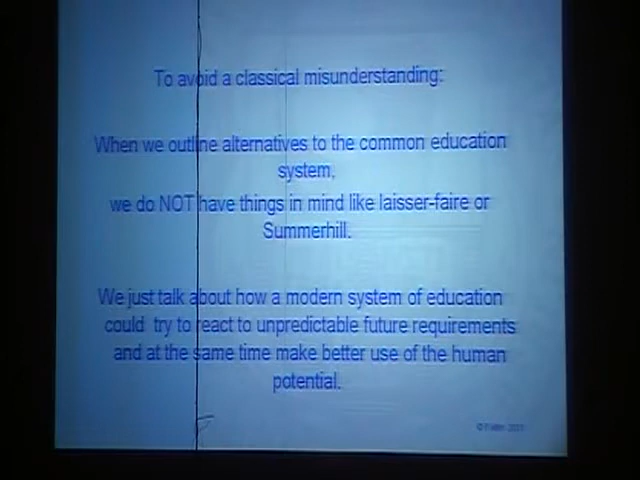 To avoid a classical misunderstanding:
When we outline alternatives to the common education
system,
we do NOT have things in mind like laisser-faire or
Summerhill.
We just talk about how a modern system of education
could try to react to unpredictable future requirements
and at the same time make better use of the human
potential.
©